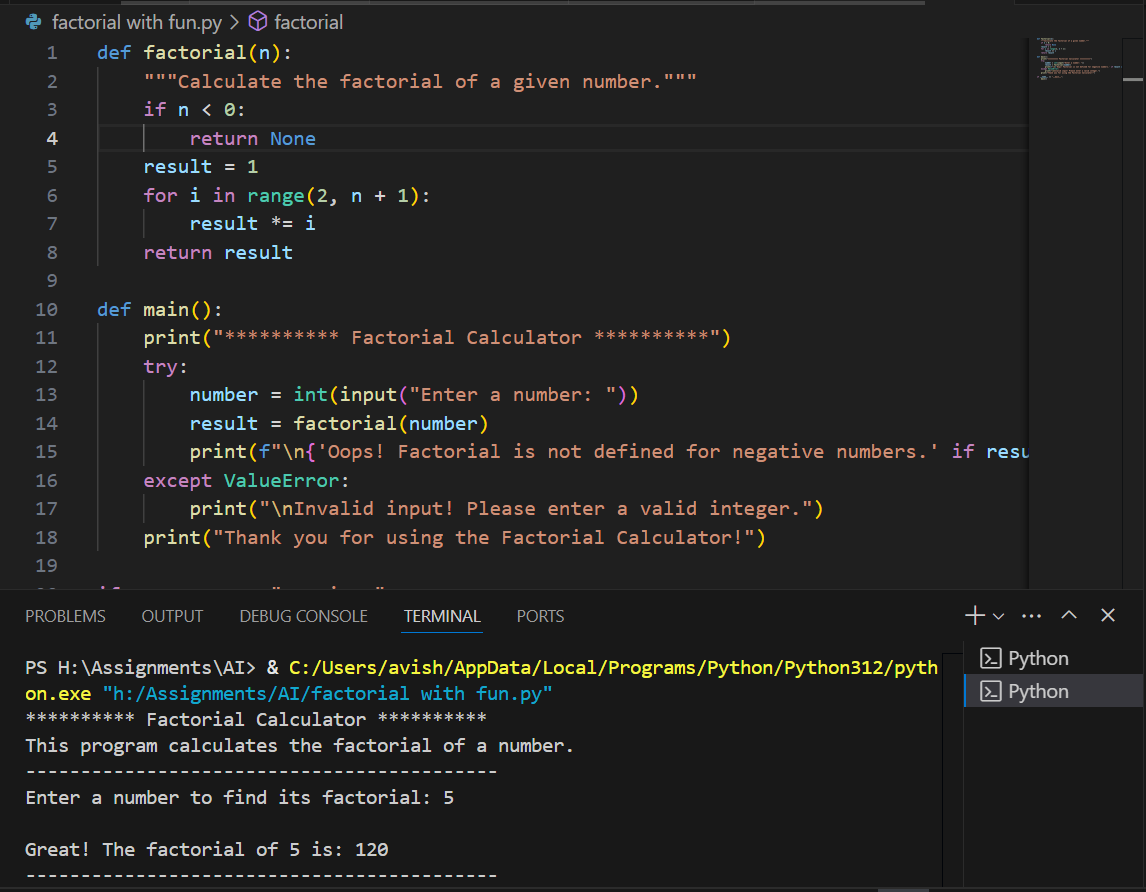 factorial with fun.py > factorial
1 def factorial(n):
2 """Calculate the factorial of a given number."""
3 if n < 0:
4 return None
5 result = 1
6 for i in range(2, n + 1):
7 result *= i
8 return result
9
10 def main():
11 print("********** Factorial Calculator **********")
12 try:
13 number = int(input("Enter a number: "))
14 result = factorial(number)
15 print(f"\n{'Oops! Factorial is not defined for negative numbers.' if resu
16 except ValueError:
17 print("\nInvalid input! Please enter a valid integer.")
18 print("Thank you for using the Factorial Calculator!")
19
PROBLEMS OUTPUT DEBUG CONSOLE TERMINAL PORTS
PS H:\Assignments\AI> & C:/Users/avish/AppData/Local/Programs/Python/Python312/pyth
on.exe "h:/Assignments/AI/factorial with fun.py"
********** Factorial Calculator **********
This program calculates the factorial of a number.
-------------------------------------------
Enter a number to find its factorial: 5
Great! The factorial of 5 is: 120
-------------------------------------------
Python
Python